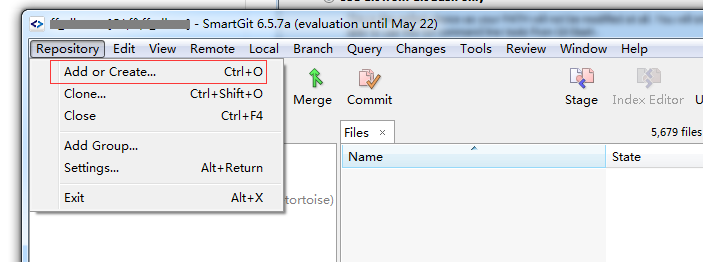 - SmartGit 6.5.7a (evaluation until May 22)
Repository Edit View Remote Local Branch Query Changes Tools Review Window Help
Add or Create... Ctrl+O
Clone... Ctrl+Shift+O
Close Ctrl+F4
Add Group...
Settings... Alt+Return
Exit Alt+X
Merge Commit Stage Index Editor
Files × 5,679 files
Name State
tortoise)